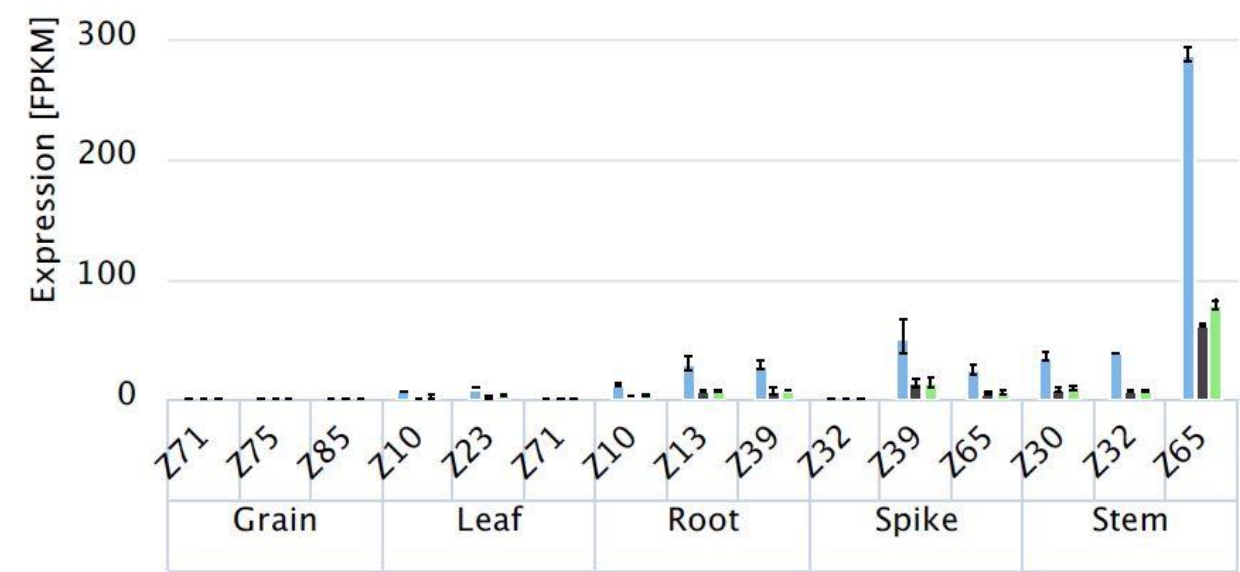 Expression [FPKM]
300
200
100
0
Z71 Z75 Z85 Z10 Z23 Z71 Z10 Z13 Z39 Z32 Z39 Z65 Z30 Z32 Z65
Grain Leaf Root Spike Stem